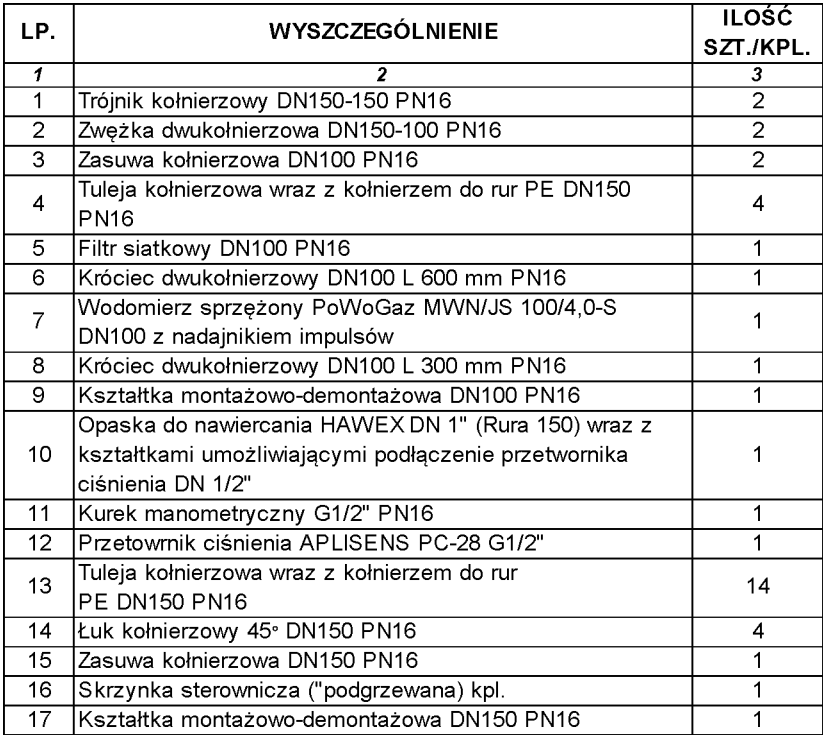 LP. WYSZCZEGÓLNIENIE ILOŚĆ
SZT./KPL.
1 2 3
1 Trójnik kołnierzowy DN150-150 PN16 2
2 Zwężka dwukołnierzowa DN150-100 PN16 2
3 Zasuwa kołnierzowa DN100 PN16 2
4 Tuleja kołnierzowa wraz z kołnierzem do rur PE DN150
PN16 4
5 Filtr siatkowy DN100 PN16 1
6 Króciec dwukołnierzowy DN100 L 600 mm PN16 1
7 Wodomierz sprzężony PoWoGaz MWN/JS 100/4,0-S
DN100 z nadajnikiem impulsów 1
8 Króciec dwukołnierzowy DN100 L 300 mm PN16 1
9 Kształtka montażowo-demontażowa DN100 PN16 1
Opaska do nawiercania HAWEX DN 1" (Rura 150) wraz z
10 kształtkami umożliwiającymi podłączenie przetwornika 1
ciśnienia DN 1/2"
11 Kurek manometryczny G1/2" PN16 1
12 Przetowrnik ciśnienia APLISENS PC-28 G1/2" 1
13 Tuleja kołnierzowa wraz z kołnierzem do rur
PE DN150 PN16 14
14 Łuk kołnierzowy 45° DN150 PN16 4
15 Zasuwa kołnierzowa DN150 PN16 1
16 Skrzynka sterownicza ("podgrzewana) kpl. 1
17 Kształtka montażowo-demontażowa DN150 PN16 1